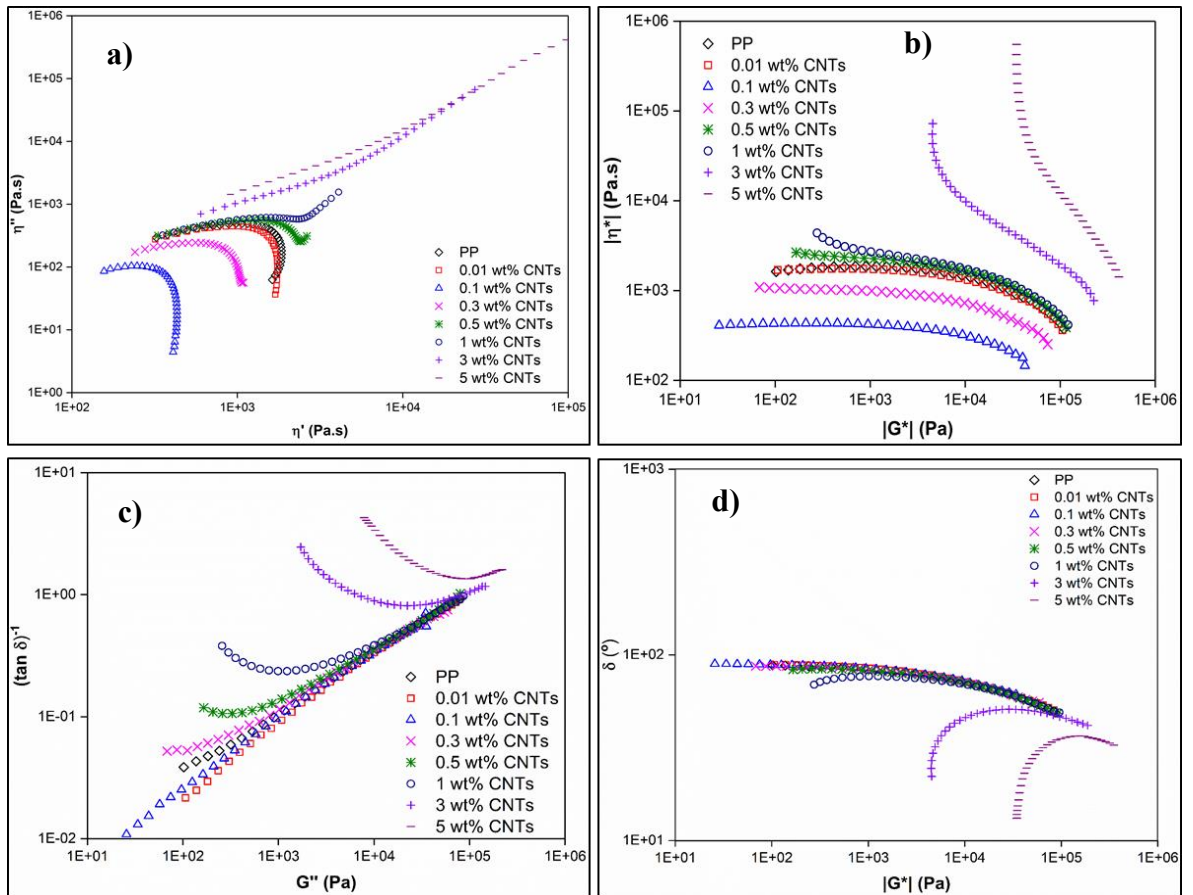 a)
1E+06
1E+05
1E+04
1E+03
1E+02
1E+01
1E+00
η'' (Pa.s)
PP
0.01 wt% CNTs
0.1 wt% CNTs
0.3 wt% CNTs
0.5 wt% CNTs
1 wt% CNTs
3 wt% CNTs
5 wt% CNTs
1E+02 1E+03 1E+04 1E+05
η' (Pa.s)
b)
1E+06
1E+05
1E+04
1E+03
1E+02
|η*| (Pa.s)
PP
0.01 wt% CNTs
0.1 wt% CNTs
0.3 wt% CNTs
0.5 wt% CNTs
1 wt% CNTs
3 wt% CNTs
5 wt% CNTs
1E+01 1E+02 1E+03 1E+04 1E+05 1E+06
|G*| (Pa)
c)
1E+01
1E+00
1E-01
1E-02
(tan δ)⁻¹
PP
0.01 wt% CNTs
0.1 wt% CNTs
0.3 wt% CNTs
0.5 wt% CNTs
1 wt% CNTs
3 wt% CNTs
5 wt% CNTs
1E+01 1E+02 1E+03 1E+04 1E+05 1E+06
G'' (Pa)
d)
1E+03
1E+02
1E+01
δ (º)
PP
0.01 wt% CNTs
0.1 wt% CNTs
0.3 wt% CNTs
0.5 wt% CNTs
1 wt% CNTs
3 wt% CNTs
5 wt% CNTs
1E+01 1E+02 1E+03 1E+04 1E+05 1E+06
|G*| (Pa)